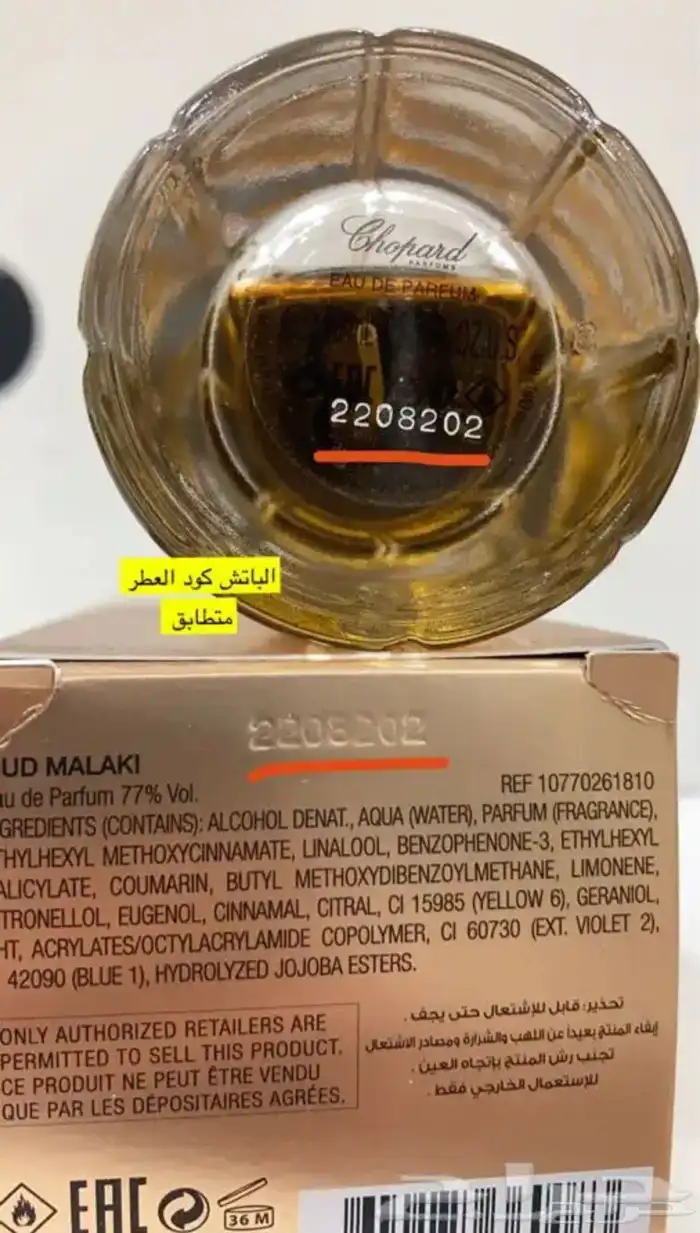 Chopard
PARFUMS
EAU DE PARFUM
OZ.U.S
EAC
2208202
الباتش كود العطر
متطابق
2208202
UD MALAKI
au de Parfum 77% Vol.
REF 10770261810
GREDIENTS (CONTAINS): ALCOHOL DENAT., AQUA (WATER), PARFUM (FRAGRANCE),
THYLHEXYL METHOXYCINNAMATE, LINALOOL, BENZOPHENONE-3, ETHYLHEXYL
ALICYLATE, COUMARIN, BUTYL METHOXYDIBENZOYLMETHANE, LIMONENE,
TRONELLOL, EUGENOL, CINNAMAL, CITRAL, CI 15985 (YELLOW 6), GERANIOL,
HT, ACRYLATES/OCTYLACRYLAMIDE COPOLYMER, CI 60730 (EXT. VIOLET 2),
42090 (BLUE 1), HYDROLYZED JOJOBA ESTERS.
ONLY AUTHORIZED RETAILERS ARE
PERMITTED TO SELL THIS PRODUCT.
CE PRODUIT NE PEUT ÊTRE VENDU
QUE PAR LES DÉPOSITAIRES AGRÉES.
تحذير: قابل للإشتعال حتى يجف .
إبقاء المنتج بعيداً عن اللهب والشرارة ومصادر الاشتعال
تجنب رش المنتج بإتجاه العين .
للإستعمال الخارجي فقط .
EAC
36 M
حراج